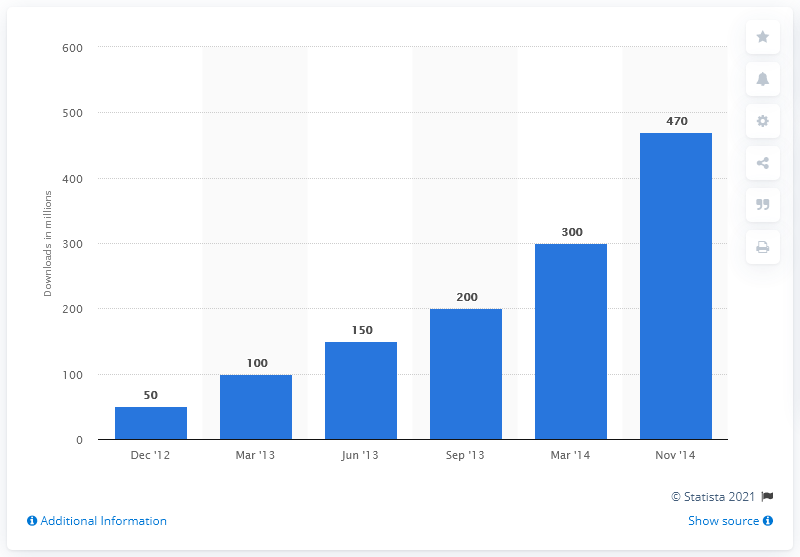 600
500
400
300
200
100
0
Downloads in millions
50
100
150
200
300
470
Dec '12
Mar '13
Jun '13
Sep '13
Mar '14
Nov '14
© Statista 2021
Additional Information
Show source